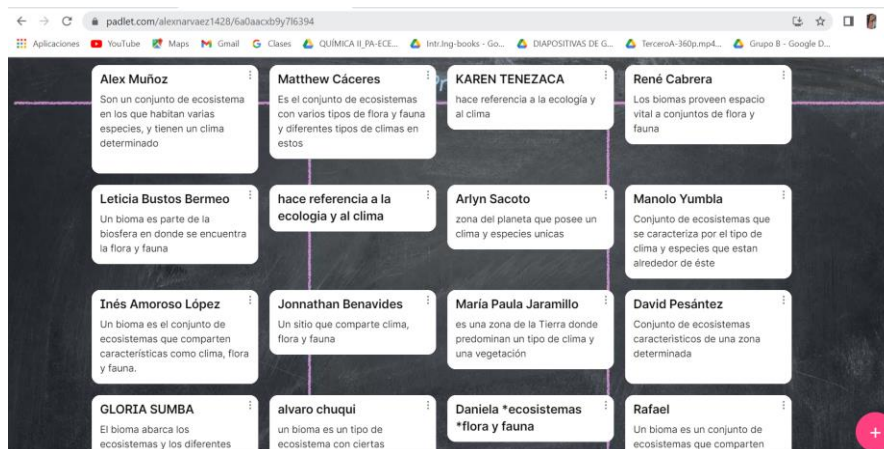 padlet.com/alexnarvaez1428/6a0aacxb9y7l6394
Aplicaciones YouTube Maps Gmail Clases QUÍMICA II_PA-ECE... Intr.Ing-books - Go... DIAPOSITIVAS DE G... TerceroA-360p.mp4... Grupo B - Google D...
Alex Muñoz
Son un conjunto de ecosistema
en los que habitan varias
especies, y tienen un clima
determinado
Matthew Cáceres
Es el conjunto de ecosistemas
con varios tipos de flora y fauna
y diferentes tipos de climas en
estos
KAREN TENEZACA
hace referencia a la ecología y
al clima
René Cabrera
Los biomas proveen espacio
vital a conjuntos de flora y
fauna
Leticia Bustos Bermeo
Un bioma es parte de la
biosfera en donde se encuentra
la flora y fauna
hace referencia a la
ecologia y al clima
Arlyn Sacoto
zona del planeta que posee un
clima y especies unicas
Manolo Yumbla
Conjunto de ecosistemas que
se caracteriza por el tipo de
clima y especies que estan
alrededor de éste
Inés Amoroso López
Un bioma es el conjunto de
ecosistemas que comparten
características como clima, flora
y fauna.
Jonnathan Benavides
Un sitio que comparte clima,
flora y fauna
María Paula Jaramillo
es una zona de la Tierra donde
predominan un tipo de clima y
una vegetación
David Pesántez
Conjunto de ecosistemas
característicos de una zona
determinada
GLORIA SUMBA
El bioma abarca los
ecosistemas y los diferentes
alvaro chuqui
un bioma es un tipo de
ecosistema con ciertas
Daniela *ecosistemas
*flora y fauna
Rafael
Un bioma es un conjunto de
ecosistemas que comparten